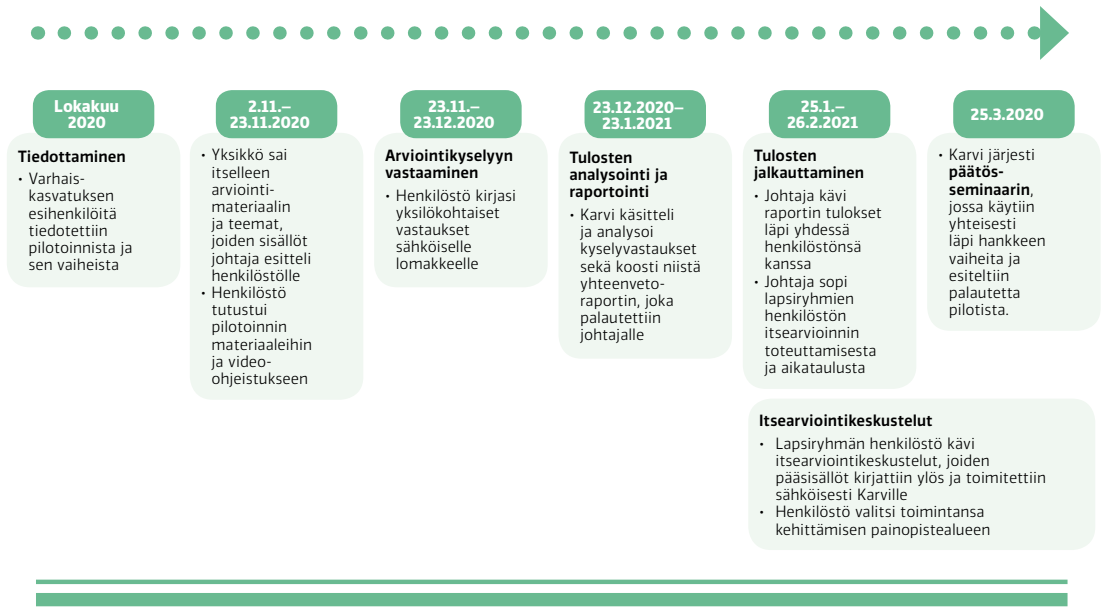 Lokakuu
2020
Tiedottaminen
• Varhais-
kasvatuksen
esihenkilöitä
tiedotettiin
pilotoinnista ja
sen vaiheista
2.11.–
23.11.2020
• Yksikkö sai
itselleen
arviointi-
materiaalin
ja teemat,
joiden sisällöt
johtaja esitteli
henkilöstölle
• Henkilöstö
tutustui
pilotoinnin
materiaaleihin
ja video-
ohjeistukseen
23.11.–
23.12.2020
Arviointikyselyyn
vastaaminen
• Henkilöstö kirjasi
yksilökohtaiset
vastaukset
sähköiselle
lomakkeelle
23.12.2020–
23.1.2021
Tulosten
analysointi ja
raportointi
• Karvi käsitteli
ja analysoi
kyselyvastaukset
sekä koosti niistä
yhteenveto-
raportin, joka
palautettiin
johtajalle
25.1.–
26.2.2021
Tulosten
jalkauttaminen
• Johtaja kävi
raportin tulokset
läpi yhdessä
henkilöstönsä
kanssa
• Johtaja sopi
lapsiryhmien
henkilöstön
itsearvioinnin
toteuttamisesta
ja aikataulusta
25.3.2020
• Karvi järjesti
päätös-
seminaarin,
jossa käytiin
yhteisesti
läpi hankkeen
vaiheita ja
esiteltiin
palautetta
pilotista.
Itsearviointikeskustelut
• Lapsiryhmän henkilöstö kävi
itsearviointikeskustelut, joiden
pääsisällöt kirjattiin ylös ja toimitettiin
sähköisesti Karville
• Henkilöstö valitsi toimintansa
kehittämisen painopistealueen